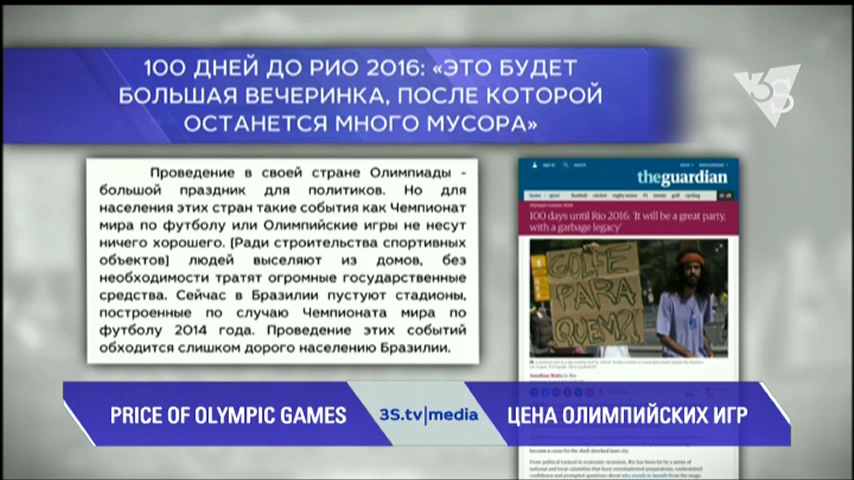 100 ДНЕЙ ДО РИО 2016: «ЭТО БУДЕТ
БОЛЬШАЯ ВЕЧЕРИНКА, ПОСЛЕ КОТОРОЙ
ОСТАНЕТСЯ МНОГО МУСОРА»
3S
Проведение в своей стране Олимпиады -
большой праздник для политиков. Но для
населения этих стран такие события как Чемпионат
мира по футболу или Олимпийские игры не несут
ничего хорошего. [Ради строительства спортивных
объектов] людей выселяют из домов, без
необходимости тратят огромные государственные
средства. Сейчас в Бразилии пустуют стадионы,
построенные по случаю Чемпионата мира по
футболу 2014 года. Проведение этих событий
обходится слишком дорого населению Бразилии.
theguardian
100 days until Rio 2016: 'It will be a great party,
with a garbage legacy'
GOLFE
PARA
QUEM?!
PRICE OF OLYMPIC GAMES
3S.tv|media
ЦЕНА ОЛИМПИЙСКИХ ИГР